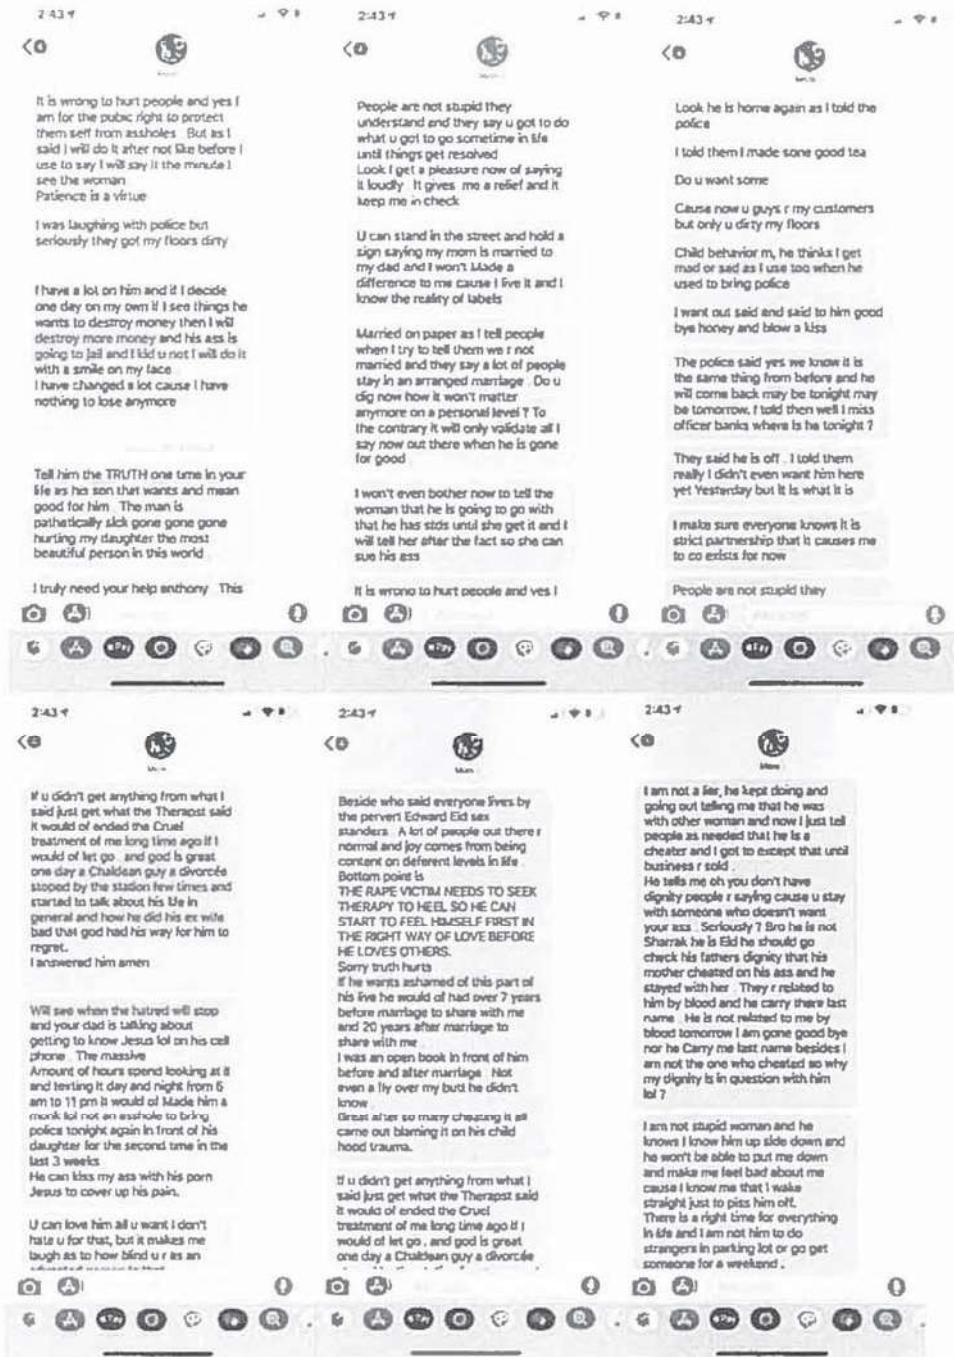 2:43
It is wrong to hurt people and yes I
am for the pubic right to protect
them self from assholes . But as I
said I will do it after not like before I
use to say I will say it the minute I
see the woman
Patience is a virtue
I was laughing with police but
seriously they got my floors dirty
I have a lot on him and if I decide
one day on my own if I see things he
wants to destroy money then I will
destroy more money and his ass is
going to jail and I kid u not I will do it
with a smile on my face
I have changed a lot cause I have
nothing to lose anymore
Tell him the TRUTH one time in your
life as his son that wants and mean
good for him . The man is
pathetically sick gone gone gone
hurting my daughter the most
beautiful person in this world
I truly need your help anthony . This
Pay
2:43
People are not stupid they
understand and they say u got to do
what u got to go sometime in life
until things get resolved
Look I get a pleasure now of saying
it loudly . It gives me a relief and it
keep me in check
U can stand in the street and hold a
sign saying my mom is married to
my dad and I won't Made a
difference to me cause I live it and I
know the reality of labels
Married on paper as I tell people
when I try to tell them we r not
married and they say a lot of people
stay in an arranged marriage . Do u
dig now how it won't matter
anymore on a personal level ? To
the contrary it will only validate all I
say now out there when he is gone
for good
I won't even bother now to tell the
woman that he is going to go with
that he has stds until she get it and I
will tell her after the fact so she can
sue his ass
It is wrong to hurt people and yes I
Pay
2:43
Look he is home again as I told the
police
I told them I made sone good tea
Do u want some
Cause now u guys r my customers
but only u dirty my floors
Child behavior m, he thinks I get
mad or sad as I use too when he
used to bring police
I want out said and said to him good
bye honey and blow a kiss
The police said yes we know it is
the same thing from before and he
will come back may be tonight may
be tomorrow, I told then well I miss
officer banks where is he tonight ?
They said he is off . I told them
really I didn't even want him here
yet Yesterday but it is what it is
I make sure everyone knows it is
strict partnership that it causes me
to co exists for now
People are not stupid they
Pay
2:43
If u didn't get anything from what I
said just get what the Therapst said
it would of ended the Cruel
treatment of me long time ago if I
would of let go . and god is great
one day a Chaldean guy a divorcée
stoped by the station few times and
started to talk about his life in
general and how he did his ex wife
bad that god had his way for him to
regret.
I answered him amen
Will see when the hatred will stop
and your dad is talking about
getting to know Jesus lol on his cell
phone . The massive
Amount of hours spend looking at it
and texting it day and night from 6
am to 11 pm it would of Made him a
monk lol not an asshole to bring
police tonight again in front of his
daughter for the second time in the
last 3 weeks
He can kiss my ass with his porn
Jesus to cover up his pain.
U can love him all u want I don't
hate u for that, but it makes me
laugh as to how blind u r as an
Pay
2:43
Mom
Beside who said everyone lives by
the pervert Edward Eid sex
standers . A lot of people out there r
normal and joy comes from being
content on deferent levels in life .
Bottom point is
THE RAPE VICTIM NEEDS TO SEEK
THERAPY TO HEEL SO HE CAN
START TO FEEL HIMSELF FIRST IN
THE RIGHT WAY OF LOVE BEFORE
HE LOVES OTHERS.
Sorry truth hurts
If he wants ashamed of this part of
his live he would of had over 7 years
before marriage to share with me
and 20 years after marriage to
share with me .
I was an open book in front of him
before and after marriage . Not
even a fly over my butt he didn't
know .
Great after so many cheating it all
came out blaming it on his child
hood trauma.
If u didn't get anything from what I
said just get what the Therapst said
it would of ended the Cruel
treatment of me long time ago if I
would of let go , and god is great
one day a Chaldean guy a divorcée
Pay
2:43
Mom
I am not a lier, he kept doing and
going out telling me that he was
with other woman and now I just tell
people as needed that he is a
cheater and I got to except that until
business r sold .
He tells me oh you don't have
dignity people r saying cause u stay
with someone who doesn't want
your ass . Seriously ? Bro he is not
Sharrak he is Eid he should go
check his fathers dignity that his
mother cheated on his ass and he
stayed with her . They r related to
him by blood and he carry there last
name . He is not related to me by
blood tomorrow I am gone good bye
nor he Carry me last name besides I
am not the one who cheated so why
my dignity is in question with him
lol ?
I am not stupid woman and he
knows I know him up side down and
he won't be able to put me down
and make me feel bad about me
cause I know me that I wake
straight just to piss him off.
There is a right time for everything
in life and I am not him to do
strangers in parking lot or go get
someone for a weekend .
Pay